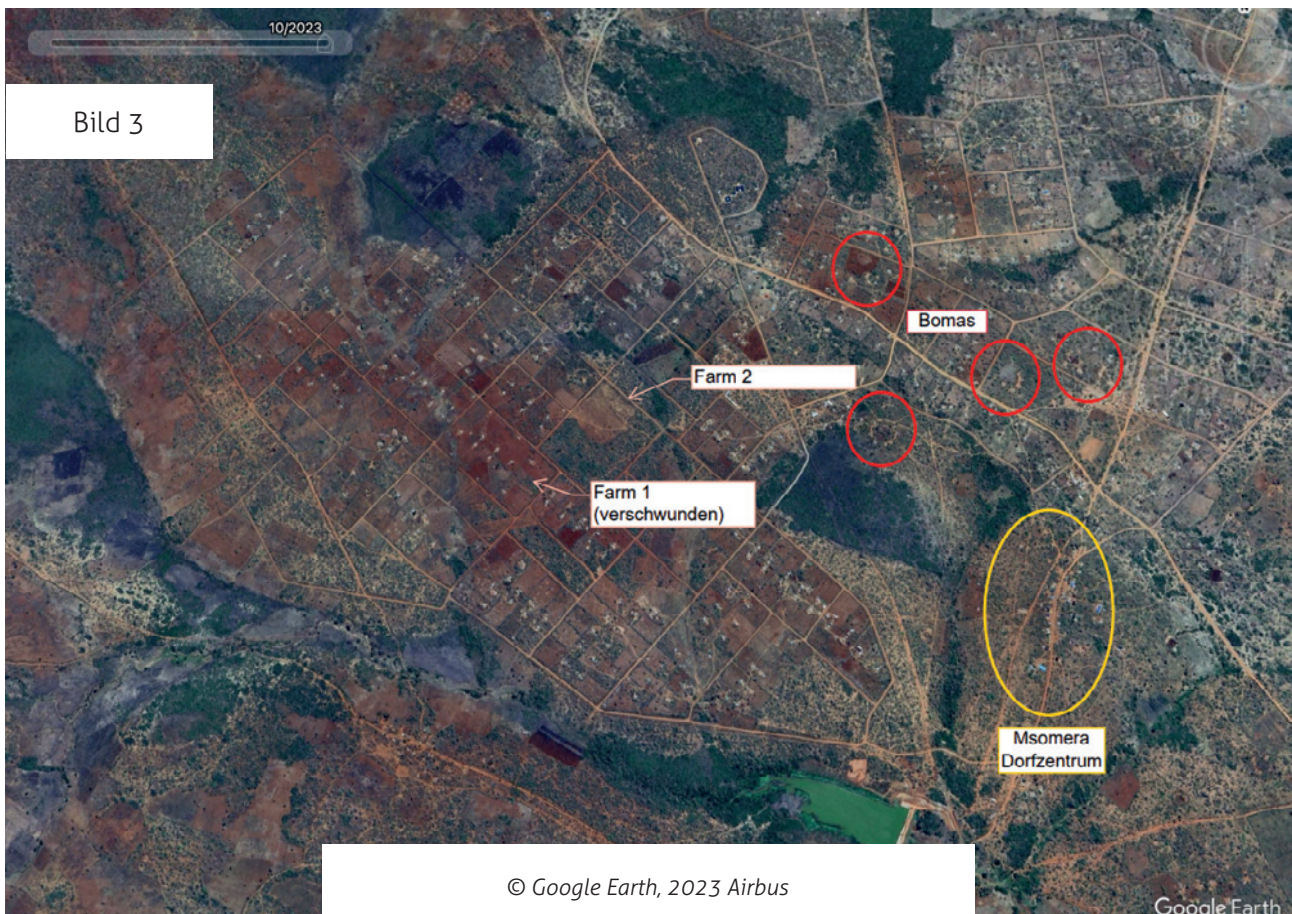 10/2023
Bild 3
Bomas
Farm 2
Farm 1
(verschwunden)
Msomera
Dorfzentrum
© Google Earth, 2023 Airbus
Google Earth